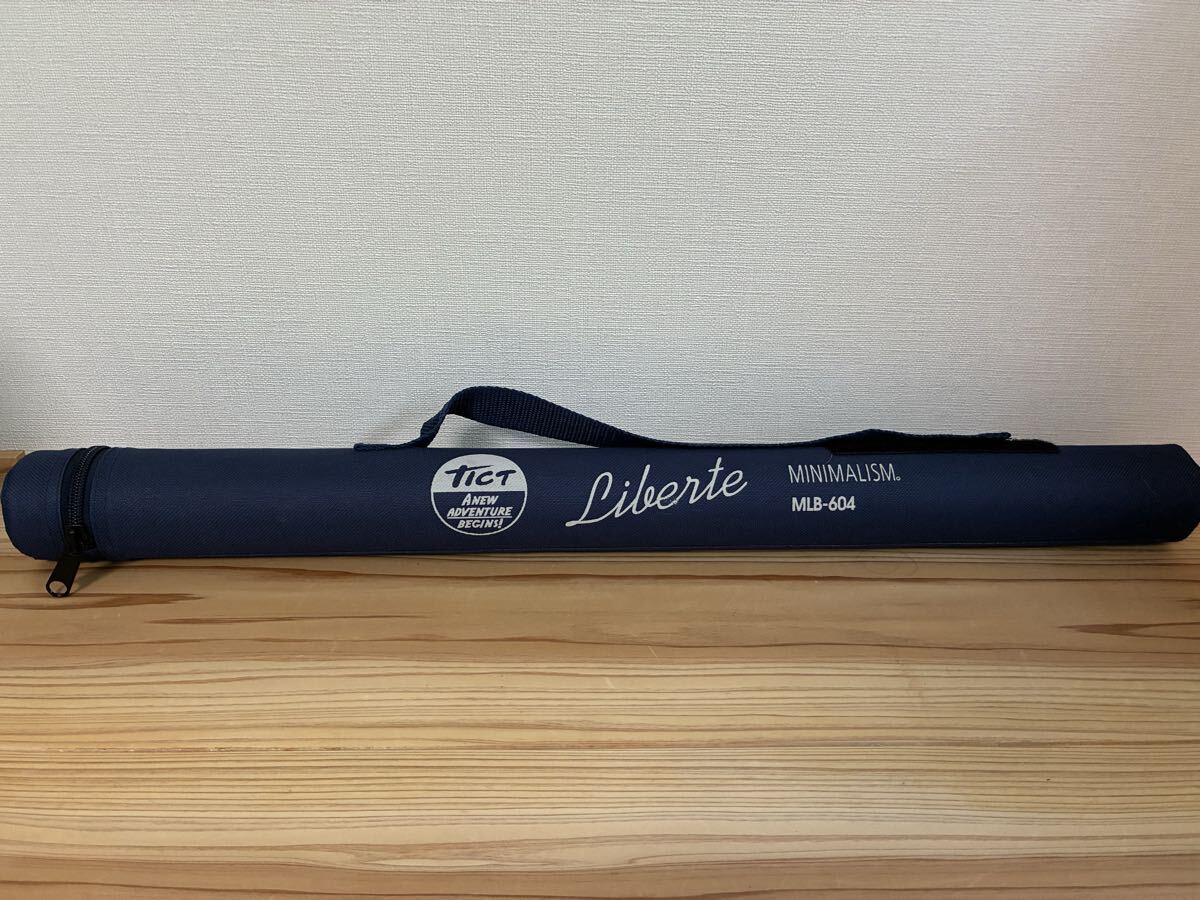 TICT
A NEW
ADVENTURE
BEGINS!
Liberte
MINIMALISM®
MLB-604